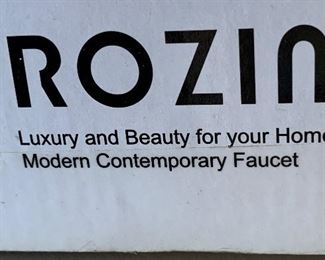 ROZIN
Luxury and Beauty for your Home
Modern Contemporary Faucet